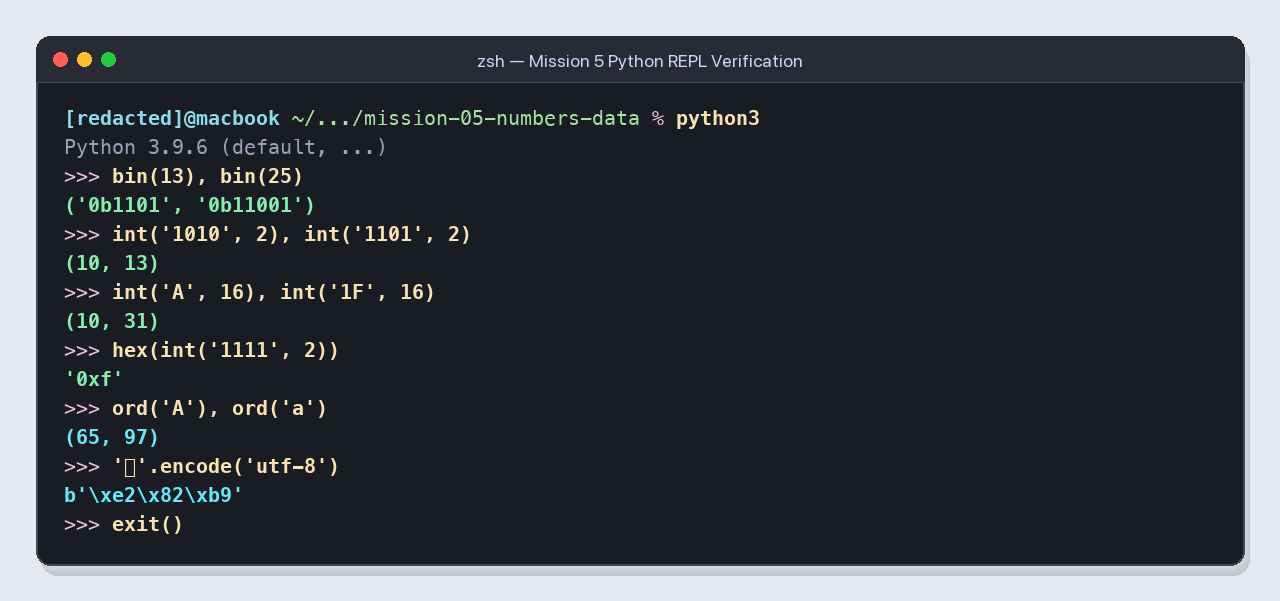 zsh — Mission 5 Python REPL Verification
[redacted]@macbook ~/.../mission-05-numbers-data % python3
Python 3.9.6 (default, ...)
>>> bin(13), bin(25)
('0b1101', '0b11001')
>>> int('1010', 2), int('1101', 2)
(10, 13)
>>> int('A', 16), int('1F', 16)
(10, 31)
>>> hex(int('1111', 2))
'0xf'
>>> ord('A'), ord('a')
(65, 97)
>>> '▯'.encode('utf-8')
b'\xe2\x82\xb9'
>>> exit()